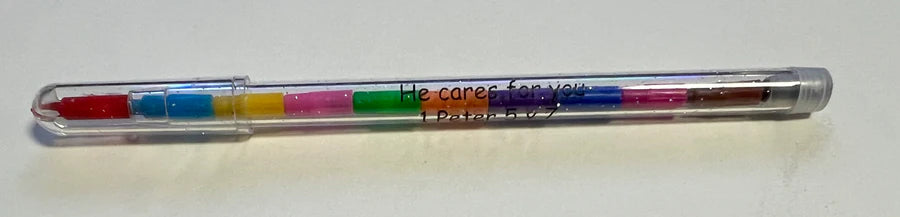 He cares for you
1 Peter 5 v 7